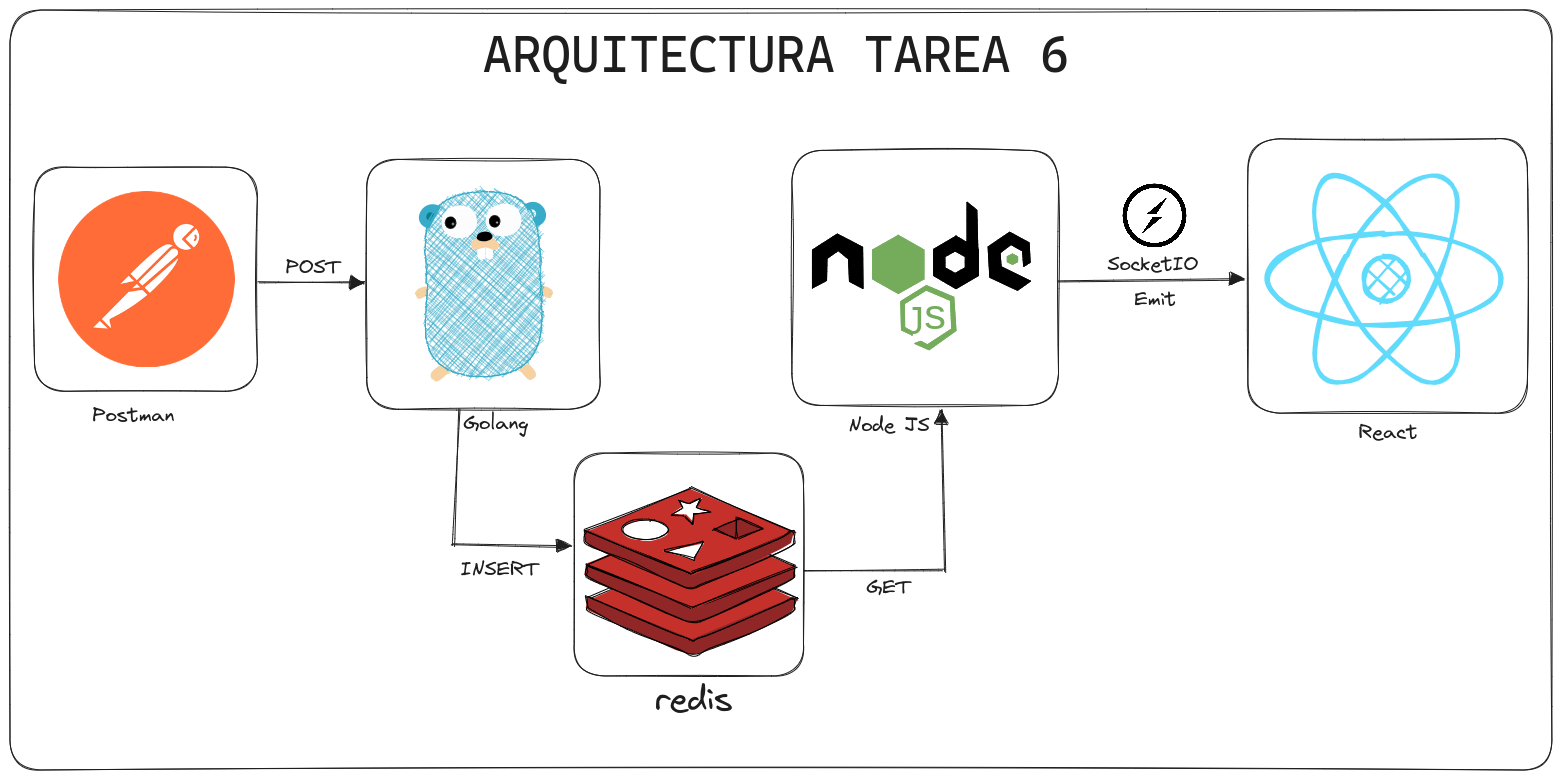 ARQUITECTURA TAREA 6
POST
SocketIO
Emit
node
JS
Postman
Golang
Node JS
React
INSERT
GET
redis